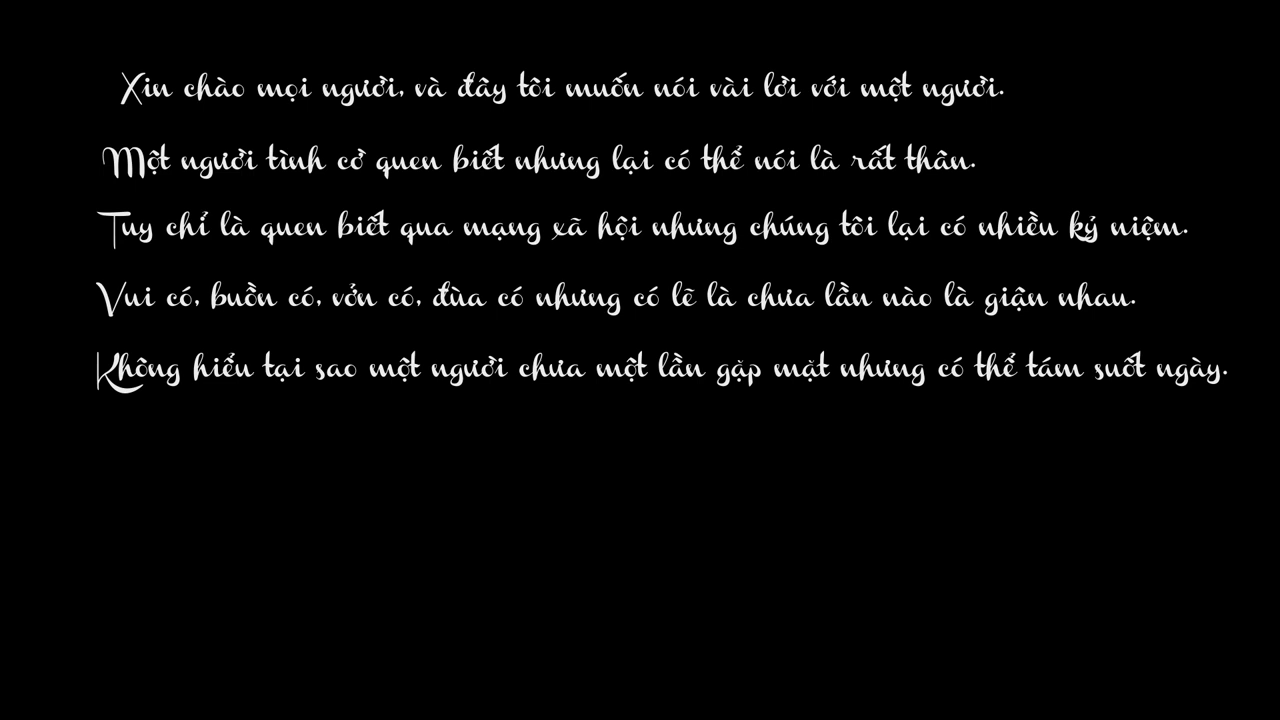 Xin chào mọi người, và đây tôi muốn nói vài lời với một người.
Một người tình cờ quen biết nhưng lại có thể nói là rất thân.
Tuy chỉ là quen biết qua mạng xã hội nhưng chúng tôi lại có nhiều kỷ niệm.
Vui có, buồn có, vởn có, đùa có nhưng có lẽ là chưa lần nào là giận nhau.
Không hiểu tại sao một người chưa một lần gặp mặt nhưng có thể tám suốt ngày.